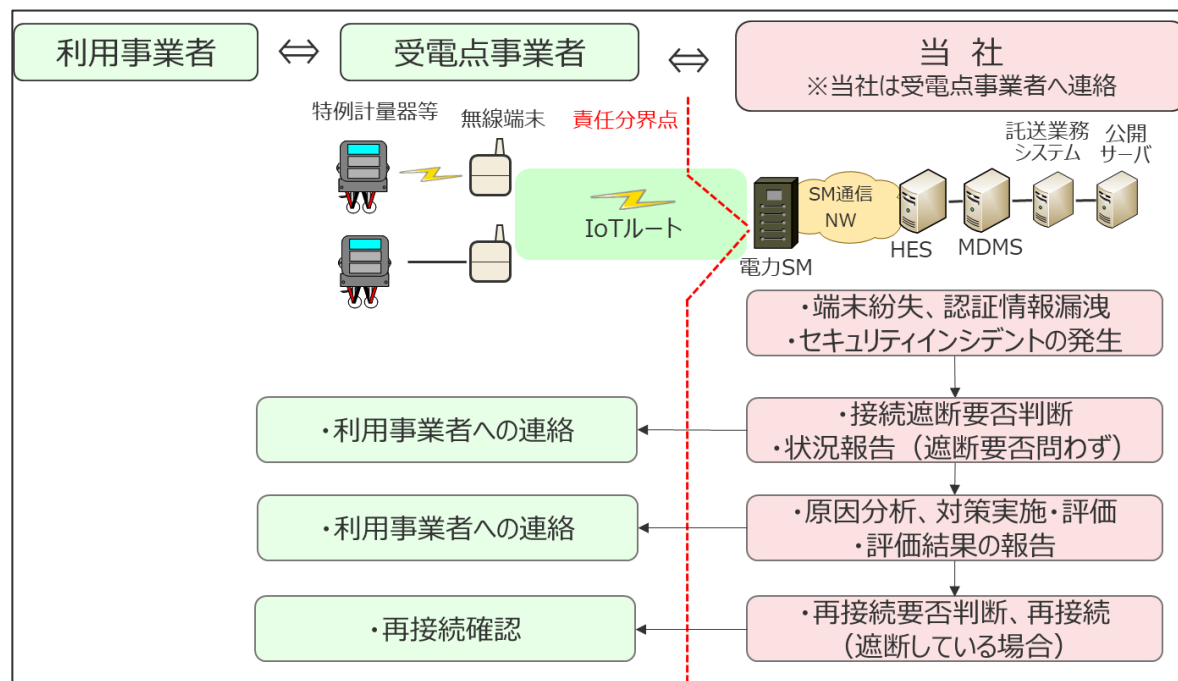 利用事業者
⇔
受電点事業者
⇔
当 社
※当社は受電点事業者へ連絡
特例計量器等
無線端末
責任分界点
託送業務
システム
公開
サーバ
IoTルート
SM通信
NW
電力SM
HES
MDMS
・端末紛失、認証情報漏洩
・セキュリティインシデントの発生
・利用事業者への連絡
・接続遮断要否判断
・状況報告（遮断要否問わず）
・利用事業者への連絡
・原因分析、対策実施・評価
・評価結果の報告
・再接続確認
・再接続要否判断、再接続
（遮断している場合）